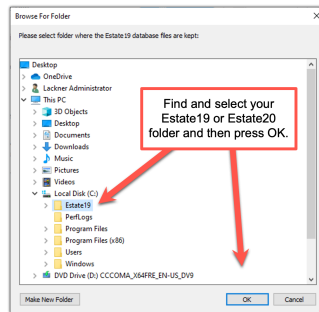 Browse For Folder
Please select folder where the Estate19 database files are kept:
Desktop
OneDrive
Lackner Administrator
This PC
3D Objects
Desktop
Documents
Downloads
Music
Pictures
Videos
Local Disk (C:)
Estate19
PerfLogs
Program Files
Program Files (x86)
Users
Windows
DVD Drive (D:) CCCOMA_X64FRE_EN-US_DV9
Find and select your
Estate19 or Estate20
folder and then press OK.
Make New Folder
OK
Cancel